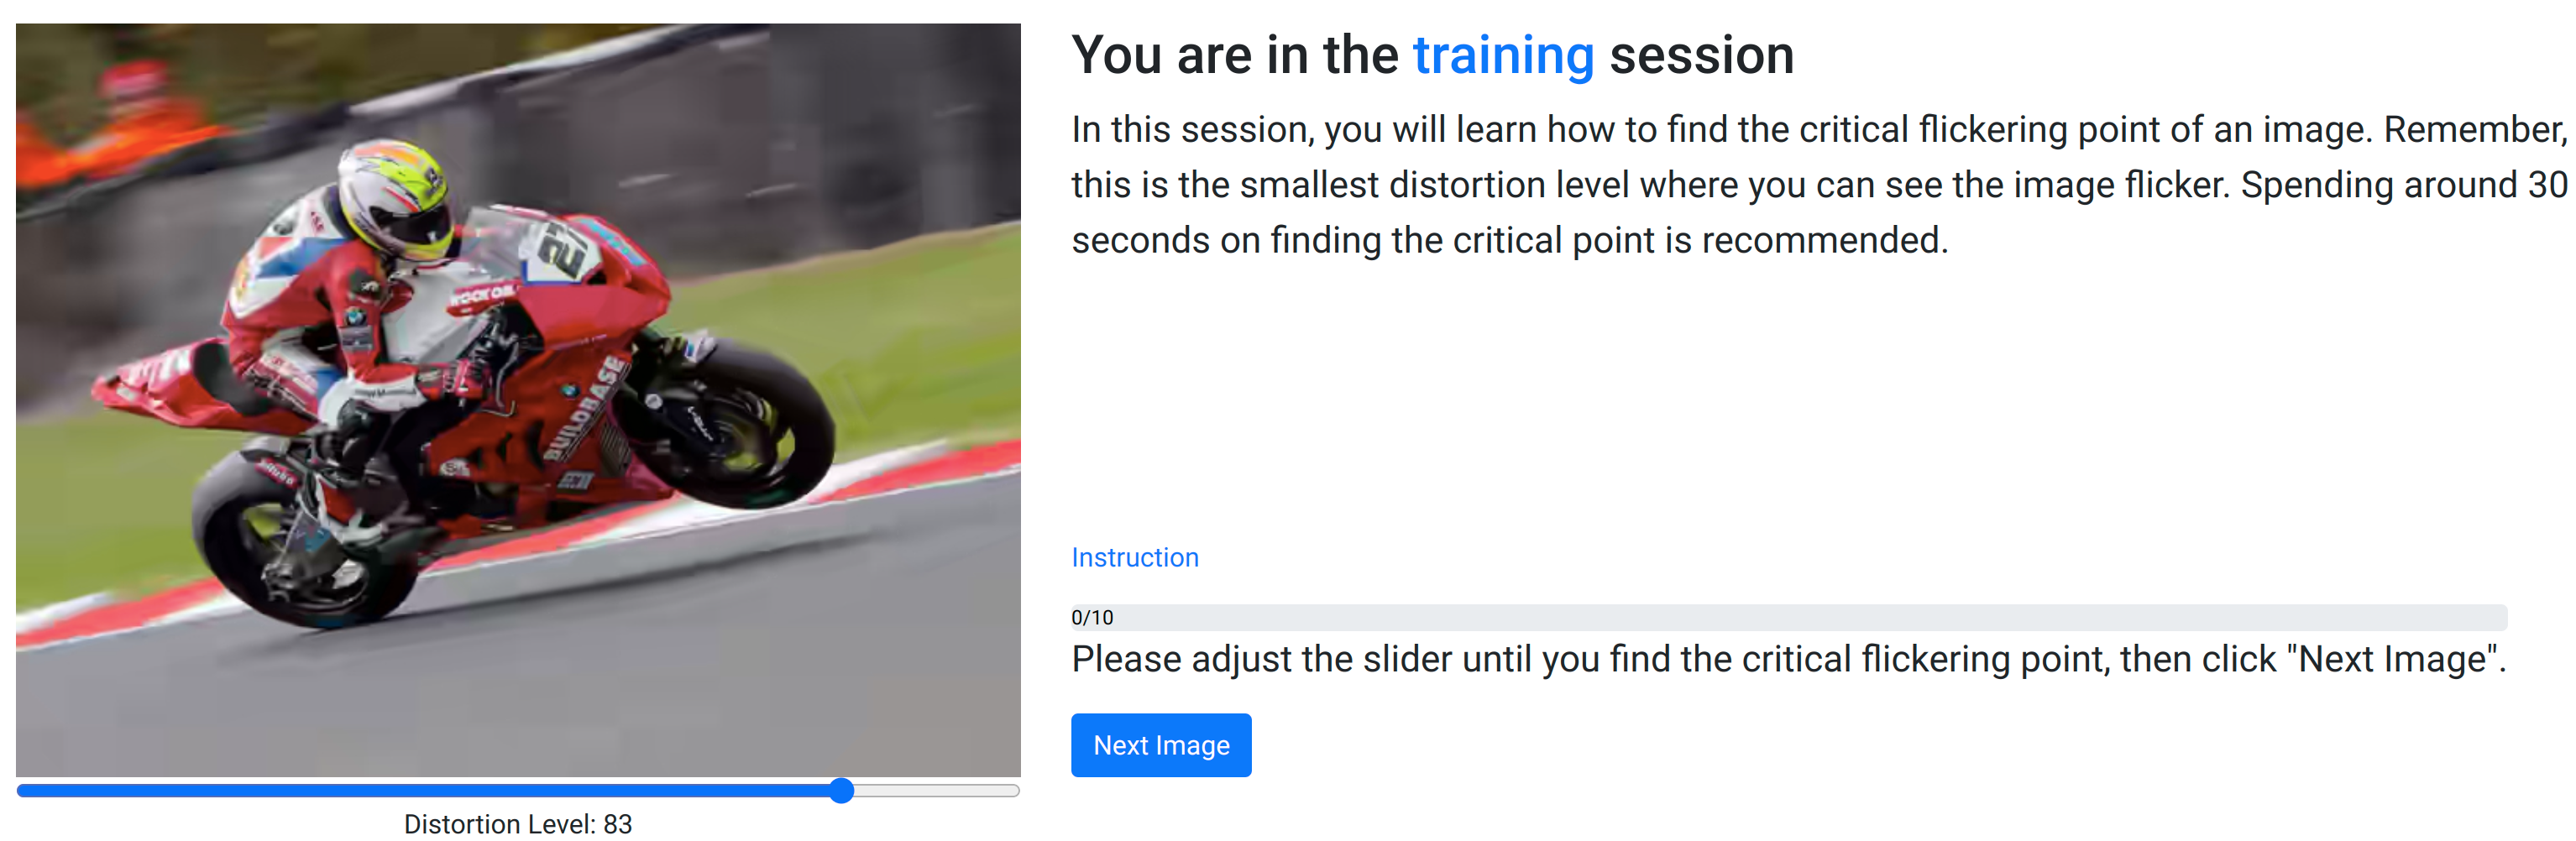 You are in the training session
In this session, you will learn how to find the critical flickering point of an image. Remember,
this is the smallest distortion level where you can see the image flicker. Spending around 30
seconds on finding the critical point is recommended.
27
BUILDBASE
Instruction
0/10
Please adjust the slider until you find the critical flickering point, then click "Next Image".
Next Image
Distortion Level: 83